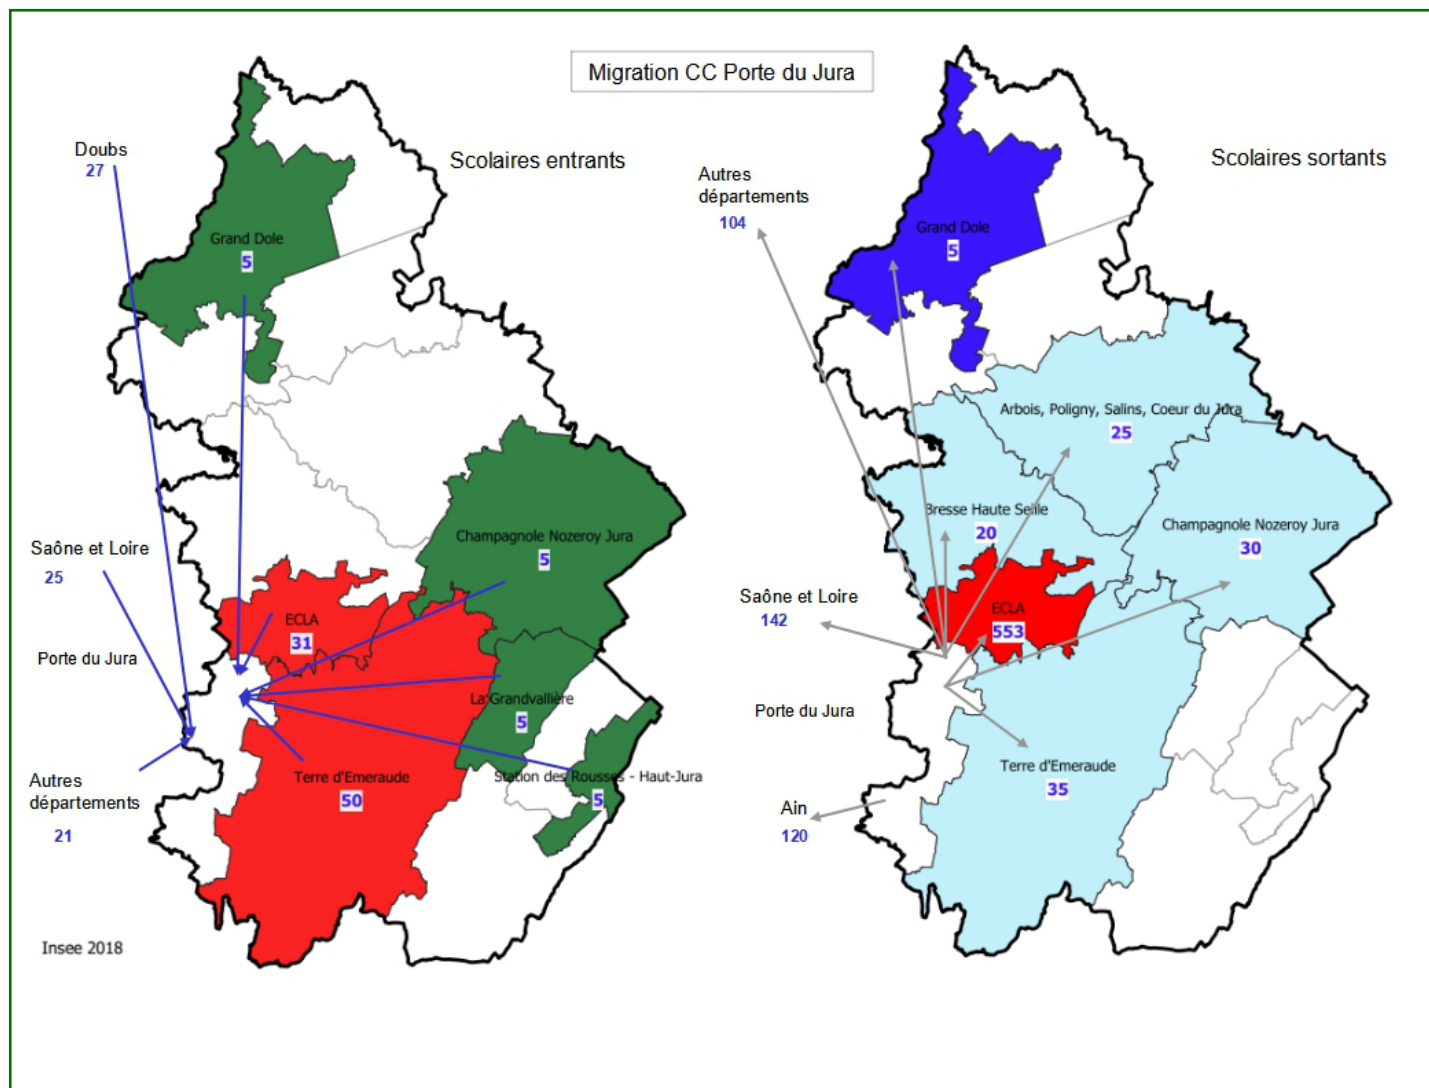 Migration CC Porte du Jura
Scolaires entrants
Doubs
27
Grand Dole
5
Champagnole Nozeroy Jura
5
Saône et Loire
25
ECLA
31
Porte du Jura
La Grandvallière
5
Terre d'Emeraude
50
Station des Rousses - Haut-Jura
5
Autres
départements
21
Insee 2018
Scolaires sortants
Autres
départements
104
Grand Dole
5
Arbois, Poligny, Salins, Coeur du Jura
25
Bresse Haute Seille
20
Champagnole Nozeroy Jura
30
Saône et Loire
142
ECLA
553
Porte du Jura
Terre d'Emeraude
35
Ain
120